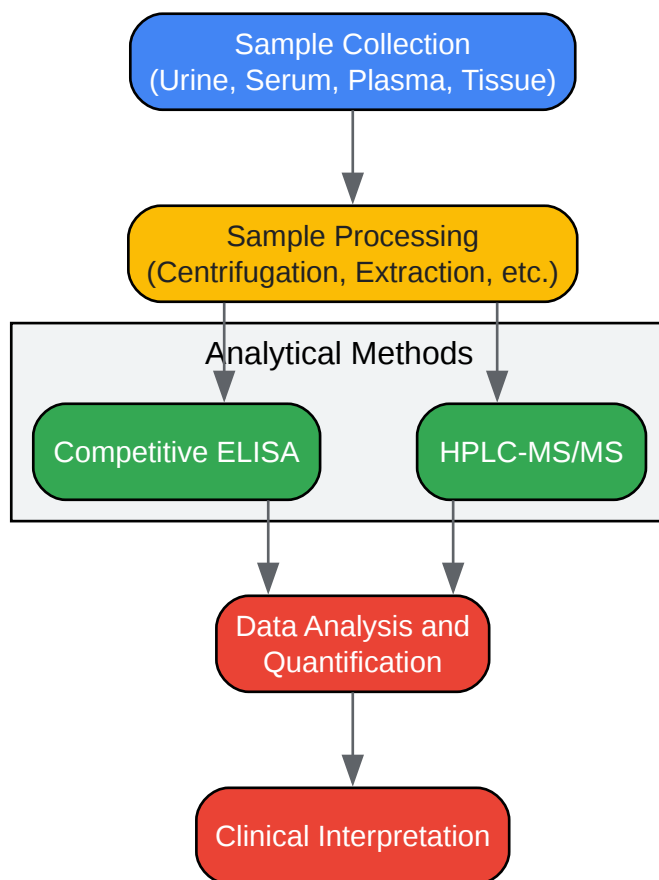 Sample Collection
(Urine, Serum, Plasma, Tissue)
Sample Processing
(Centrifugation, Extraction, etc.)
Analytical Methods
Competitive ELISA
HPLC-MS/MS
Data Analysis and
Quantification
Clinical Interpretation